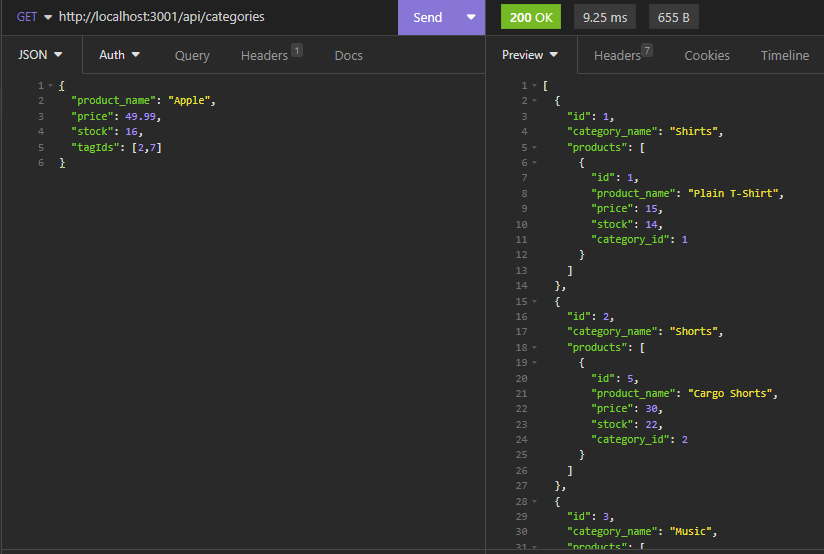 GET http://localhost:3001/api/categories Send 200 OK 9.25 ms 655 B
JSON Auth Query Headers 1 Docs Preview Headers 7 Cookies Timeline
1 {
2 "product_name": "Apple",
3 "price": 49.99,
4 "stock": 16,
5 "tagIds": [2,7]
6 }
1 [
2 {
3 "id": 1,
4 "category_name": "Shirts",
5 "products": [
6 {
7 "id": 1,
8 "product_name": "Plain T-Shirt",
9 "price": 15,
10 "stock": 14,
11 "category_id": 1
12 }
13 ]
14 },
15 {
16 "id": 2,
17 "category_name": "Shorts",
18 "products": [
19 {
20 "id": 5,
21 "product_name": "Cargo Shorts",
22 "price": 30,
23 "stock": 22,
24 "category_id": 2
25 }
26 ]
27 },
28 {
29 "id": 3,
30 "category_name": "Music",
31 "products": [